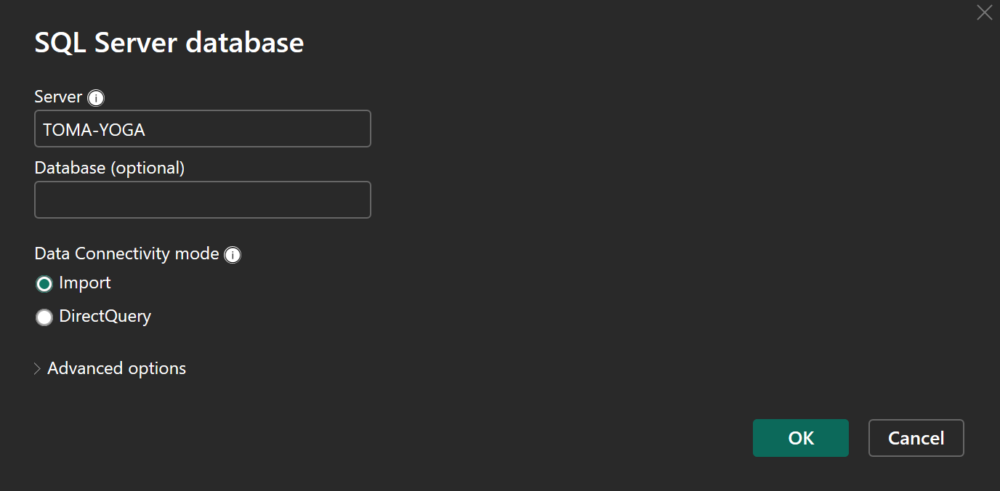 SQL Server database
Server
TOMA-YOGA
Database (optional)
Data Connectivity mode
Import
DirectQuery
Advanced options
OK
Cancel